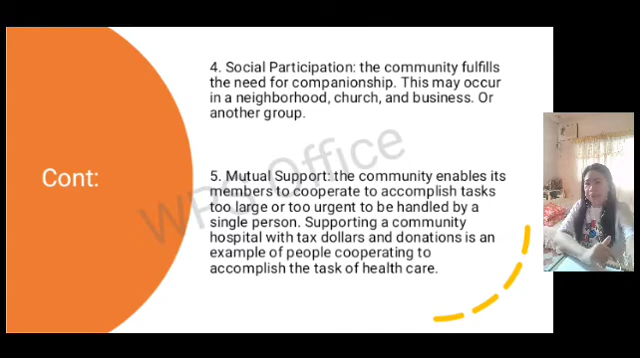 Cont:
4. Social Participation: the community fulfills
the need for companionship. This may occur
in a neighborhood, church, and business. Or
another group.
5. Mutual Support: the community enables its
members to cooperate to accomplish tasks
too large or too urgent to be handled by a
single person. Supporting a community
hospital with tax dollars and donations is an
example of people cooperating to
accomplish the task of health care.
WPS Office